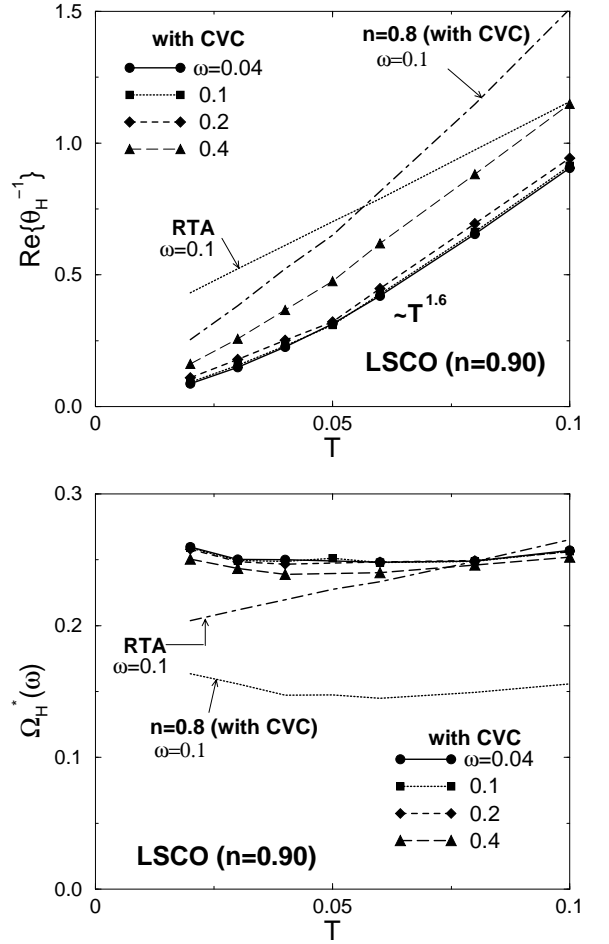 1.5
1.0
0.5
0.0
Re{θ_H^{-1}}
with CVC
ω=0.04
0.1
0.2
0.4
n=0.8 (with CVC)
ω=0.1
RTA
ω=0.1
~T^{1.6}
LSCO (n=0.90)
0
0.05
0.1
T
0.3
0.2
0.1
0.0
Ω_H^*(ω)
RTA
ω=0.1
n=0.8 (with CVC)
ω=0.1
with CVC
ω=0.04
0.1
0.2
0.4
LSCO (n=0.90)
0
0.05
0.1
T